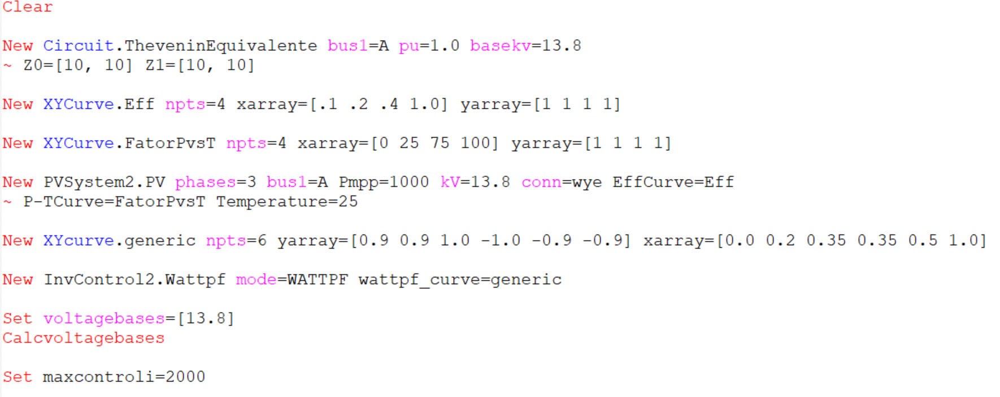 Clear
New Circuit.TheveninEquivalente bus1=A pu=1.0 basekv=13.8
~ Z0=[10, 10] Z1=[10, 10]
New XYCurve.Eff npts=4 xarray=[.1 .2 .4 1.0] yarray=[1 1 1 1]
New XYCurve.FatorPvsT npts=4 xarray=[0 25 75 100] yarray=[1 1 1 1]
New PVSystem2.PV phases=3 bus1=A Pmpp=1000 kV=13.8 conn=wye EffCurve=Eff
~ P-TCurve=FatorPvsT Temperature=25
New XYcurve.generic npts=6 yarray=[0.9 0.9 1.0 -1.0 -0.9 -0.9] xarray=[0.0 0.2 0.35 0.35 0.5 1.0]
New InvControl2.Wattpf mode=WATTPF wattpf_curve=generic
Set voltagebases=[13.8]
Calcvoltagebases
Set maxcontroli=2000